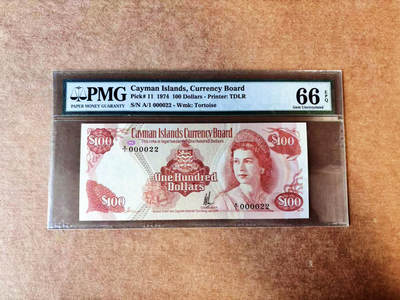 PMG
PAPER MONEY GUARANTY
Cayman Islands, Currency Board
Pick# 11 1974 100 Dollars - Printer: TDLR
S/N A/1 000022 - Wmk: Tortoise
66 EPQ
Gem Uncirculated
Cayman Islands Currency Board
$100
$100
A/1 000022
One Hundred
Dollars
A/1 000022
$100
$100